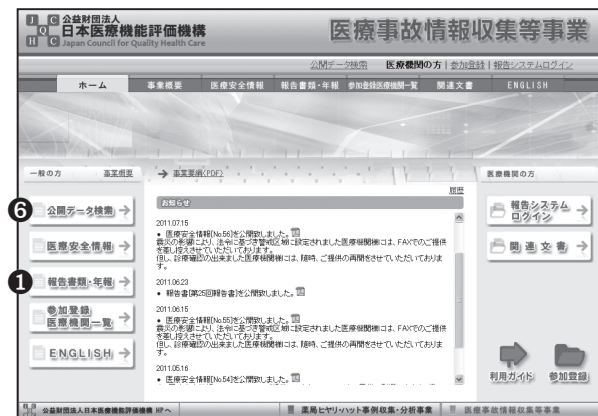 公益財団法人
日本医療機能評価機構
Japan Council for Quality Health Care
医療事故情報収集等事業
公開データ検索 医療機関の方 | 参加登録 | 報告システムログイン
ホーム 事業概要 医療安全情報 報告書類・年報 参加登録医療機関一覧 関連文書 ENGLISH
一般の方 事業概要 → 事業要綱(PDF) 医療機関の方
履歴
お知らせ
❻ 公開データ検索 →
医療安全情報 →
❶ 報告書類・年報 →
参加登録
医療機関一覧 →
ENGLISH →
2011.07.15
• 医療安全情報[No.56]を公開致しました。
震災の影響により、法令に基づき警戒区域に設定されました医療機関様には、FAXでのご提供
を差し控えさせていただいております。
但し、診療確認の出来ました医療機関様には、随時、ご提供の再開をさせていただいておりま
す。
2011.06.23
• 報告書[第25回報告書]を公開致しました。
2011.06.15
• 医療安全情報[No.55]を公開致しました。
震災の影響により、法令に基づき警戒区域に設定されました医療機関様には、FAXでのご提供
を差し控えさせていただいております。
但し、診療確認の出来ました医療機関様には、随時、ご提供の再開をさせていただいておりま
す。
2011.05.16
• 医療安全情報[No.54]を公開致しました。
報告システム
ログイン →
関連文書 →
利用ガイド 参加登録
公益財団法人日本医療機能評価機構 HPへ 薬局ヒヤリ・ハット事例収集・分析事業 医療事故情報収集等事業